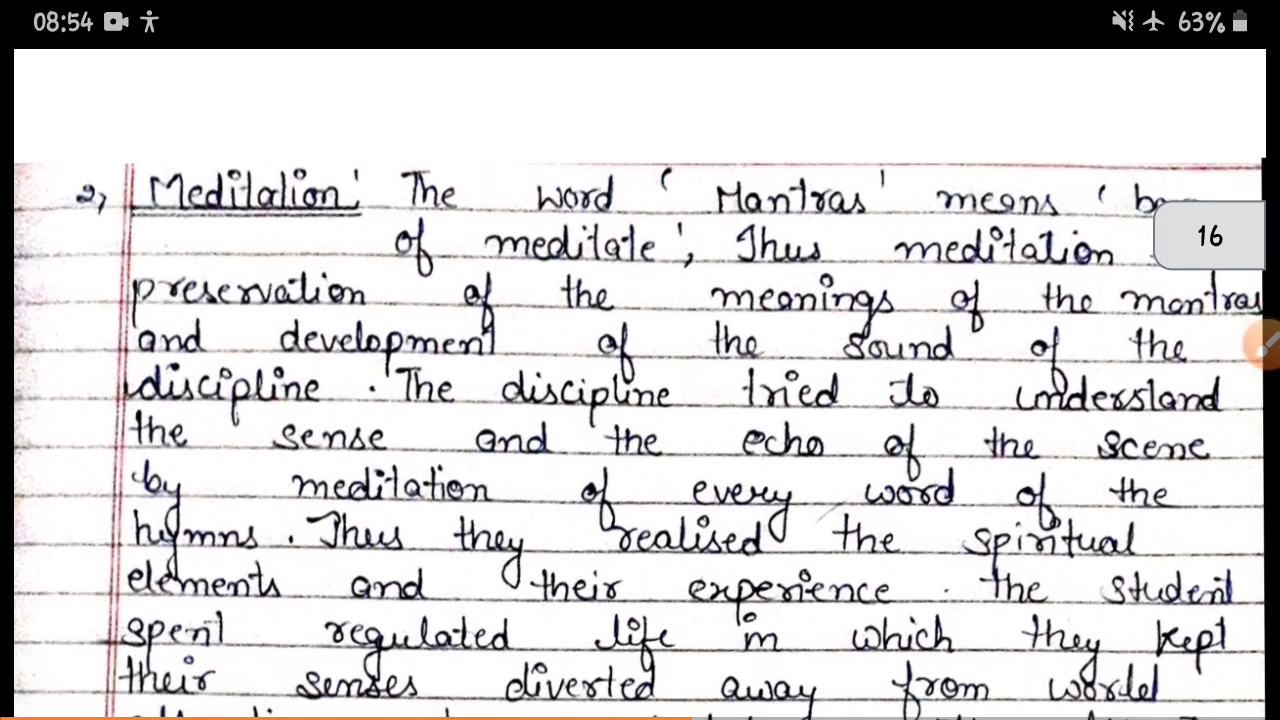 08:54 63%
16
2, Meditation: The word 'Mantras' means '
of meditate', Thus meditation
preservation of the meanings of the mantras
and development of the sound of the
discipline. The discipline tried to understand
the sense and the echo of the scene
by meditation of every word of the
hymns. Thus they realised the spiritual
elements and their experience. the student
spent regulated life in which they kept
their senses diverted away from worldl